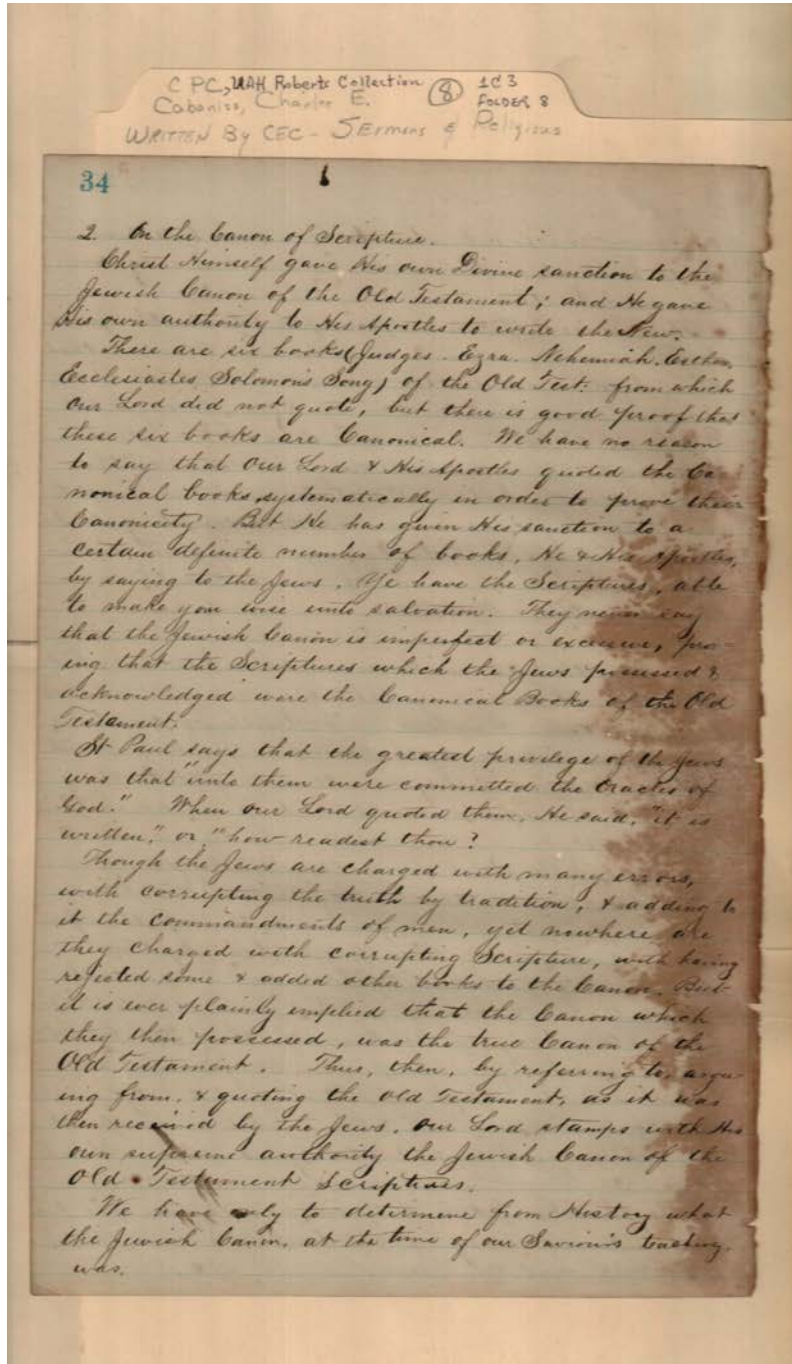 C PC, UAH Roberts Collection (8) 1C3
Cabaniss, Charles E. FOLDER 8
WRITTEN By CEC - SERmons & Religious
34
2. On the Canon of Scripture.
Christ Himself gave His own Divine sanction to the
Jewish Canon of the Old Testament; and He gave
His own authority to His Apostles to write the New.
There are six books (Judges. Ezra. Nehemiah. Esther.
Ecclesiastes Solomon's Song) of the Old Test: from which
Our Lord did not quote, but there is good proof that
these six books are Canonical. We have no reason
to say that Our Lord & His Apostles quoted the Ca-
nonical books systematically in order to prove their
Canonicity. But He has given His sanction to a
certain definite number of books, He & His Apostles,
by saying to the Jews. Ye have the Scriptures, able
to make you wise unto salvation. They never say
that the Jewish Canon is imperfect or excessive, prov-
ing that the Scriptures which the Jews possessed &
acknowledged were the Canonical Books of the Old
Testament.
St Paul says that the greatest privilege of the Jews
was that "unto them were committed the Oracles of
God." When our Lord quoted them, He said, "it is
written," or "how readest thou?
Though the Jews are charged with many errors,
with corrupting the truth by tradition, & adding to
it the commandments of men, yet nowhere are
they charged with corrupting Scripture, with having
rejected some & added other books to the Canon. But
it is ever plainly implied that the Canon which
they then possessed, was the true Canon of the
Old Testament. Thus, then, by referring to, argu-
ing from, & quoting the Old Testament, as it was
then received by the Jews, our Lord stamps with His
own supreme authority the Jewish Canon of the
Old Testament Scriptures.
We have only to determine from History what
the Jewish Canon, at the time of our Saviour's teaching,
was.